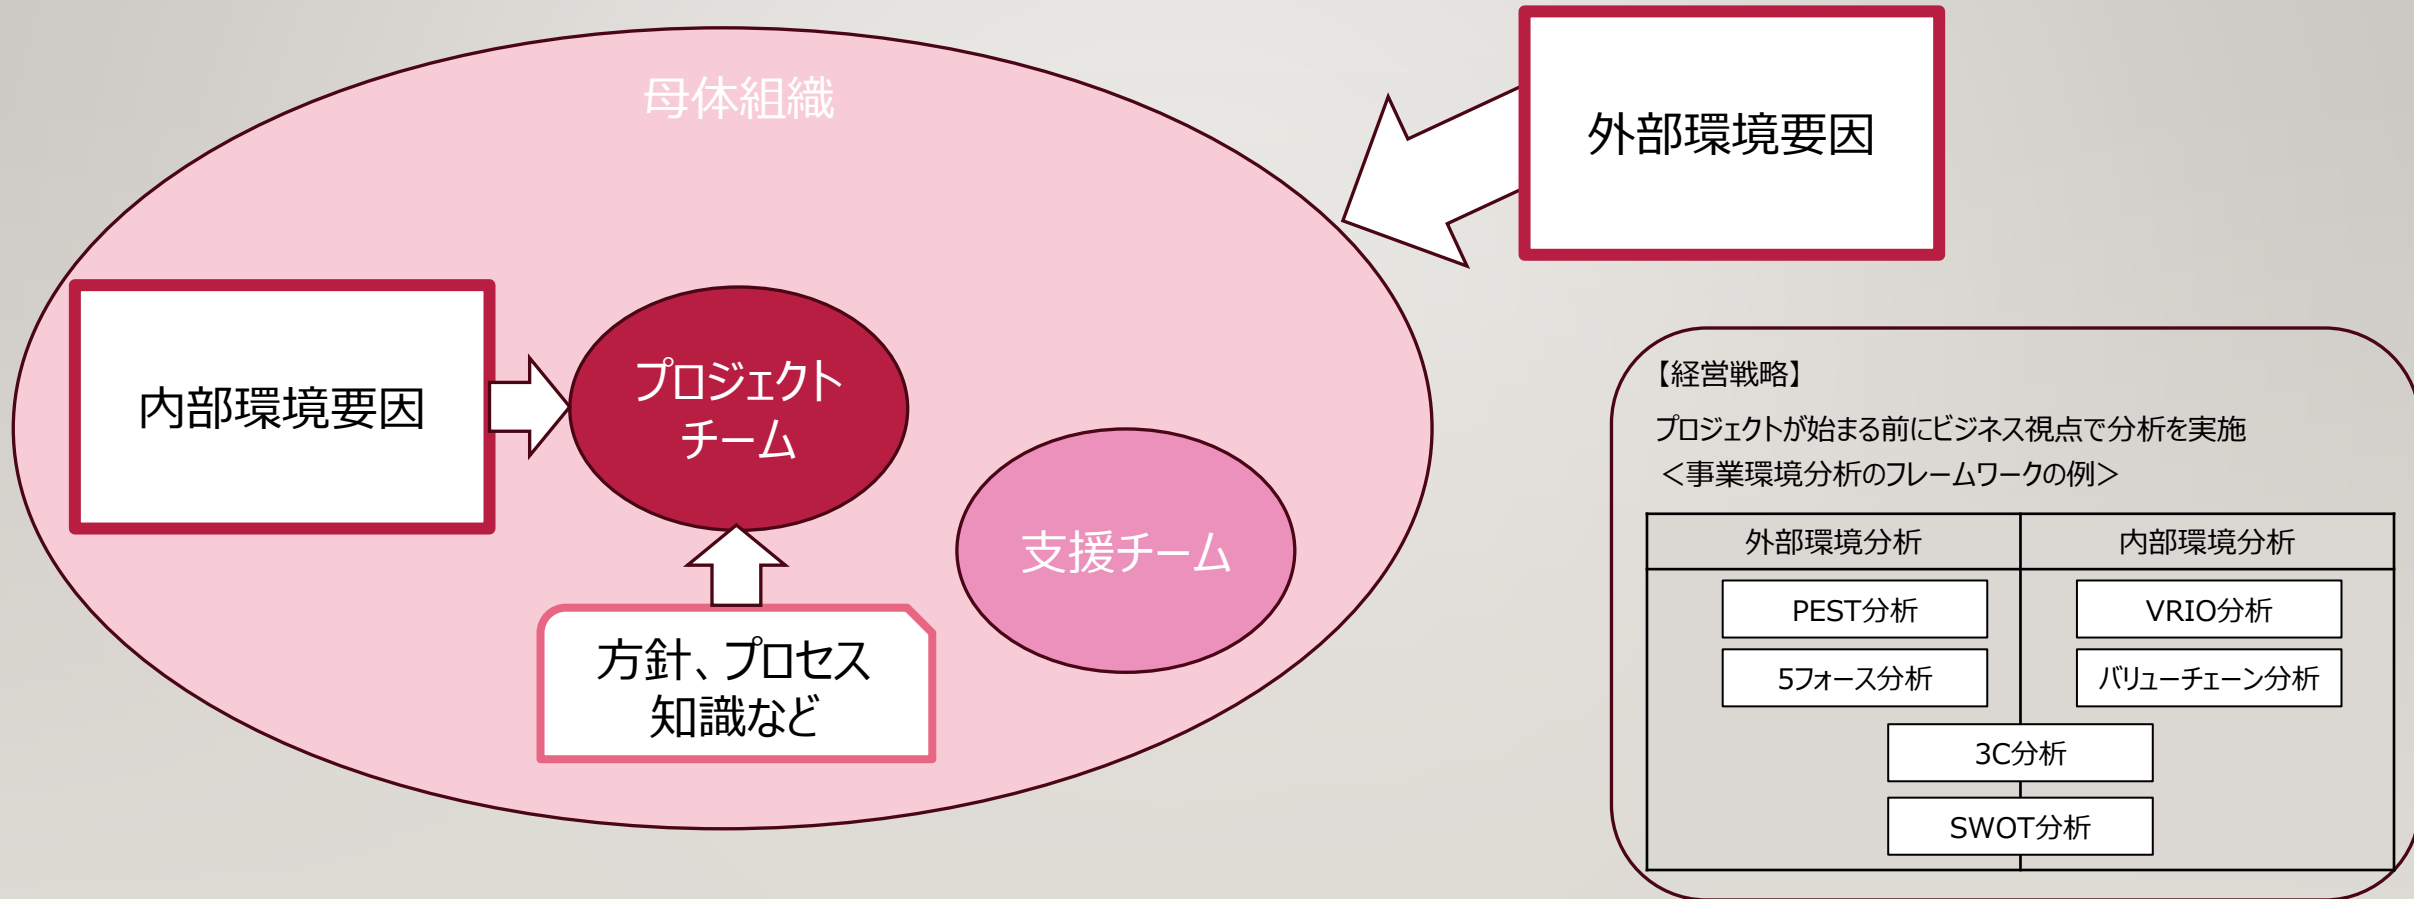 母体組織
外部環境要因
内部環境要因
プロジェクト
チーム
支援チーム
方針、プロセス
知識など
【経営戦略】
プロジェクトが始まる前にビジネス視点で分析を実施
＜事業環境分析のフレームワークの例＞
外部環境分析
内部環境分析
PEST分析
VRIO分析
5フォース分析
バリューチェーン分析
3C分析
SWOT分析